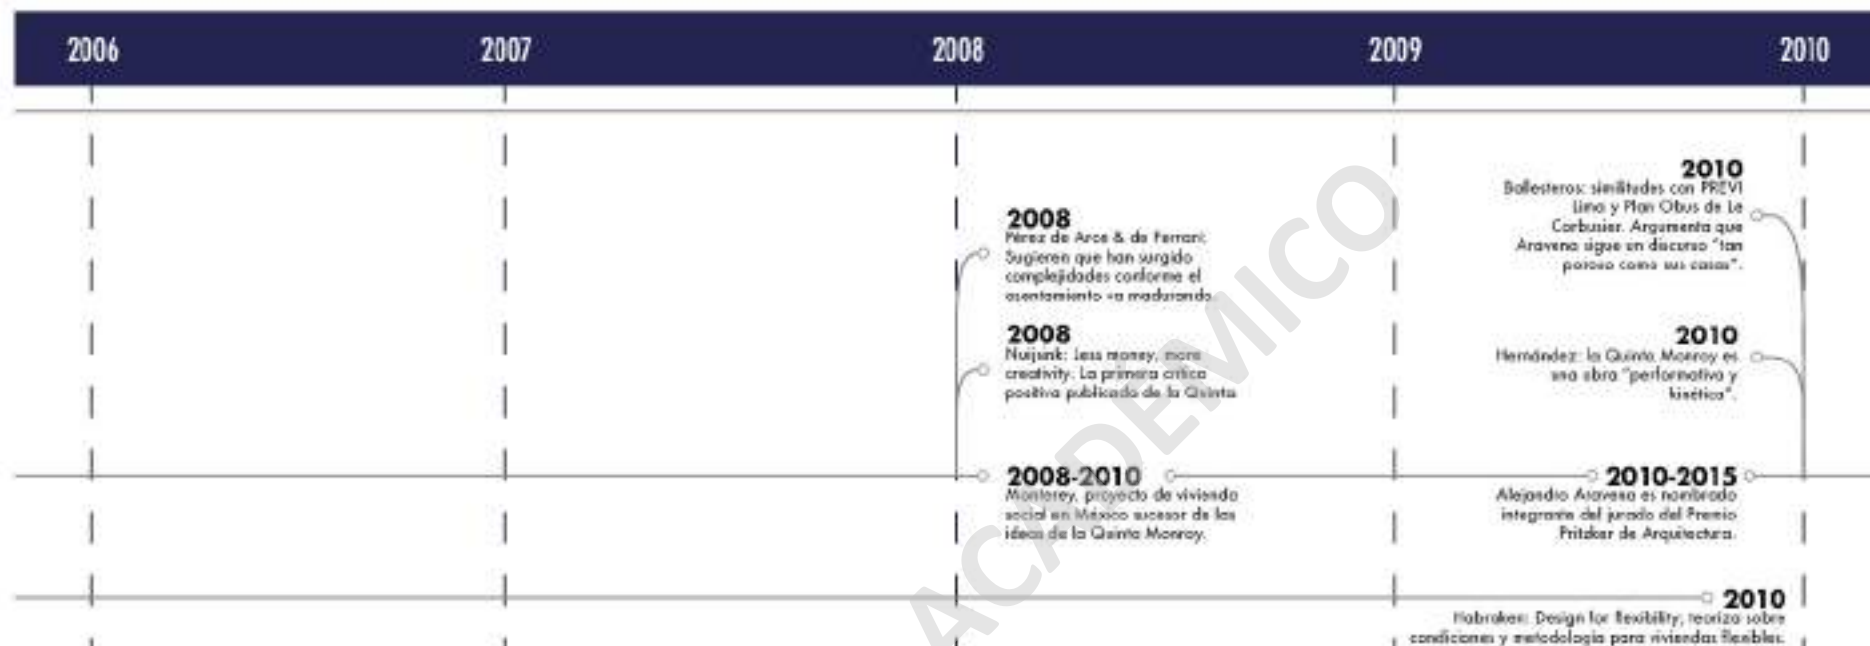 2006 2007 2008 2009 2010
2008
Pérez de Arce & de Ferrari:
Sugieren que han surgido
complejidades conforme el
asentamiento va madurando.
2008
Nuijsink: Less money, more
creativity. La primera crítica
positiva publicada de la Quinta
2010
Ballesteros: similitudes con PREVI
Lima y Plan Obus de Le
Corbusier. Argumenta que
Aravena sigue un discurso "tan
poroso como sus casas".
2010
Hernández: la Quinta Monroy es
una obra "performativa y
kinética".
2008-2010
Monterey, proyecto de vivienda
social en México sucesor de las
ideas de la Quinta Monroy.
2010-2015
Alejandro Aravena es nombrado
integrante del jurado del Premio
Pritzker de Arquitectura.
2010
Habraken: Design for flexibility, teoriza sobre
condiciones y metodología para viviendas flexibles.
ACADEMICO